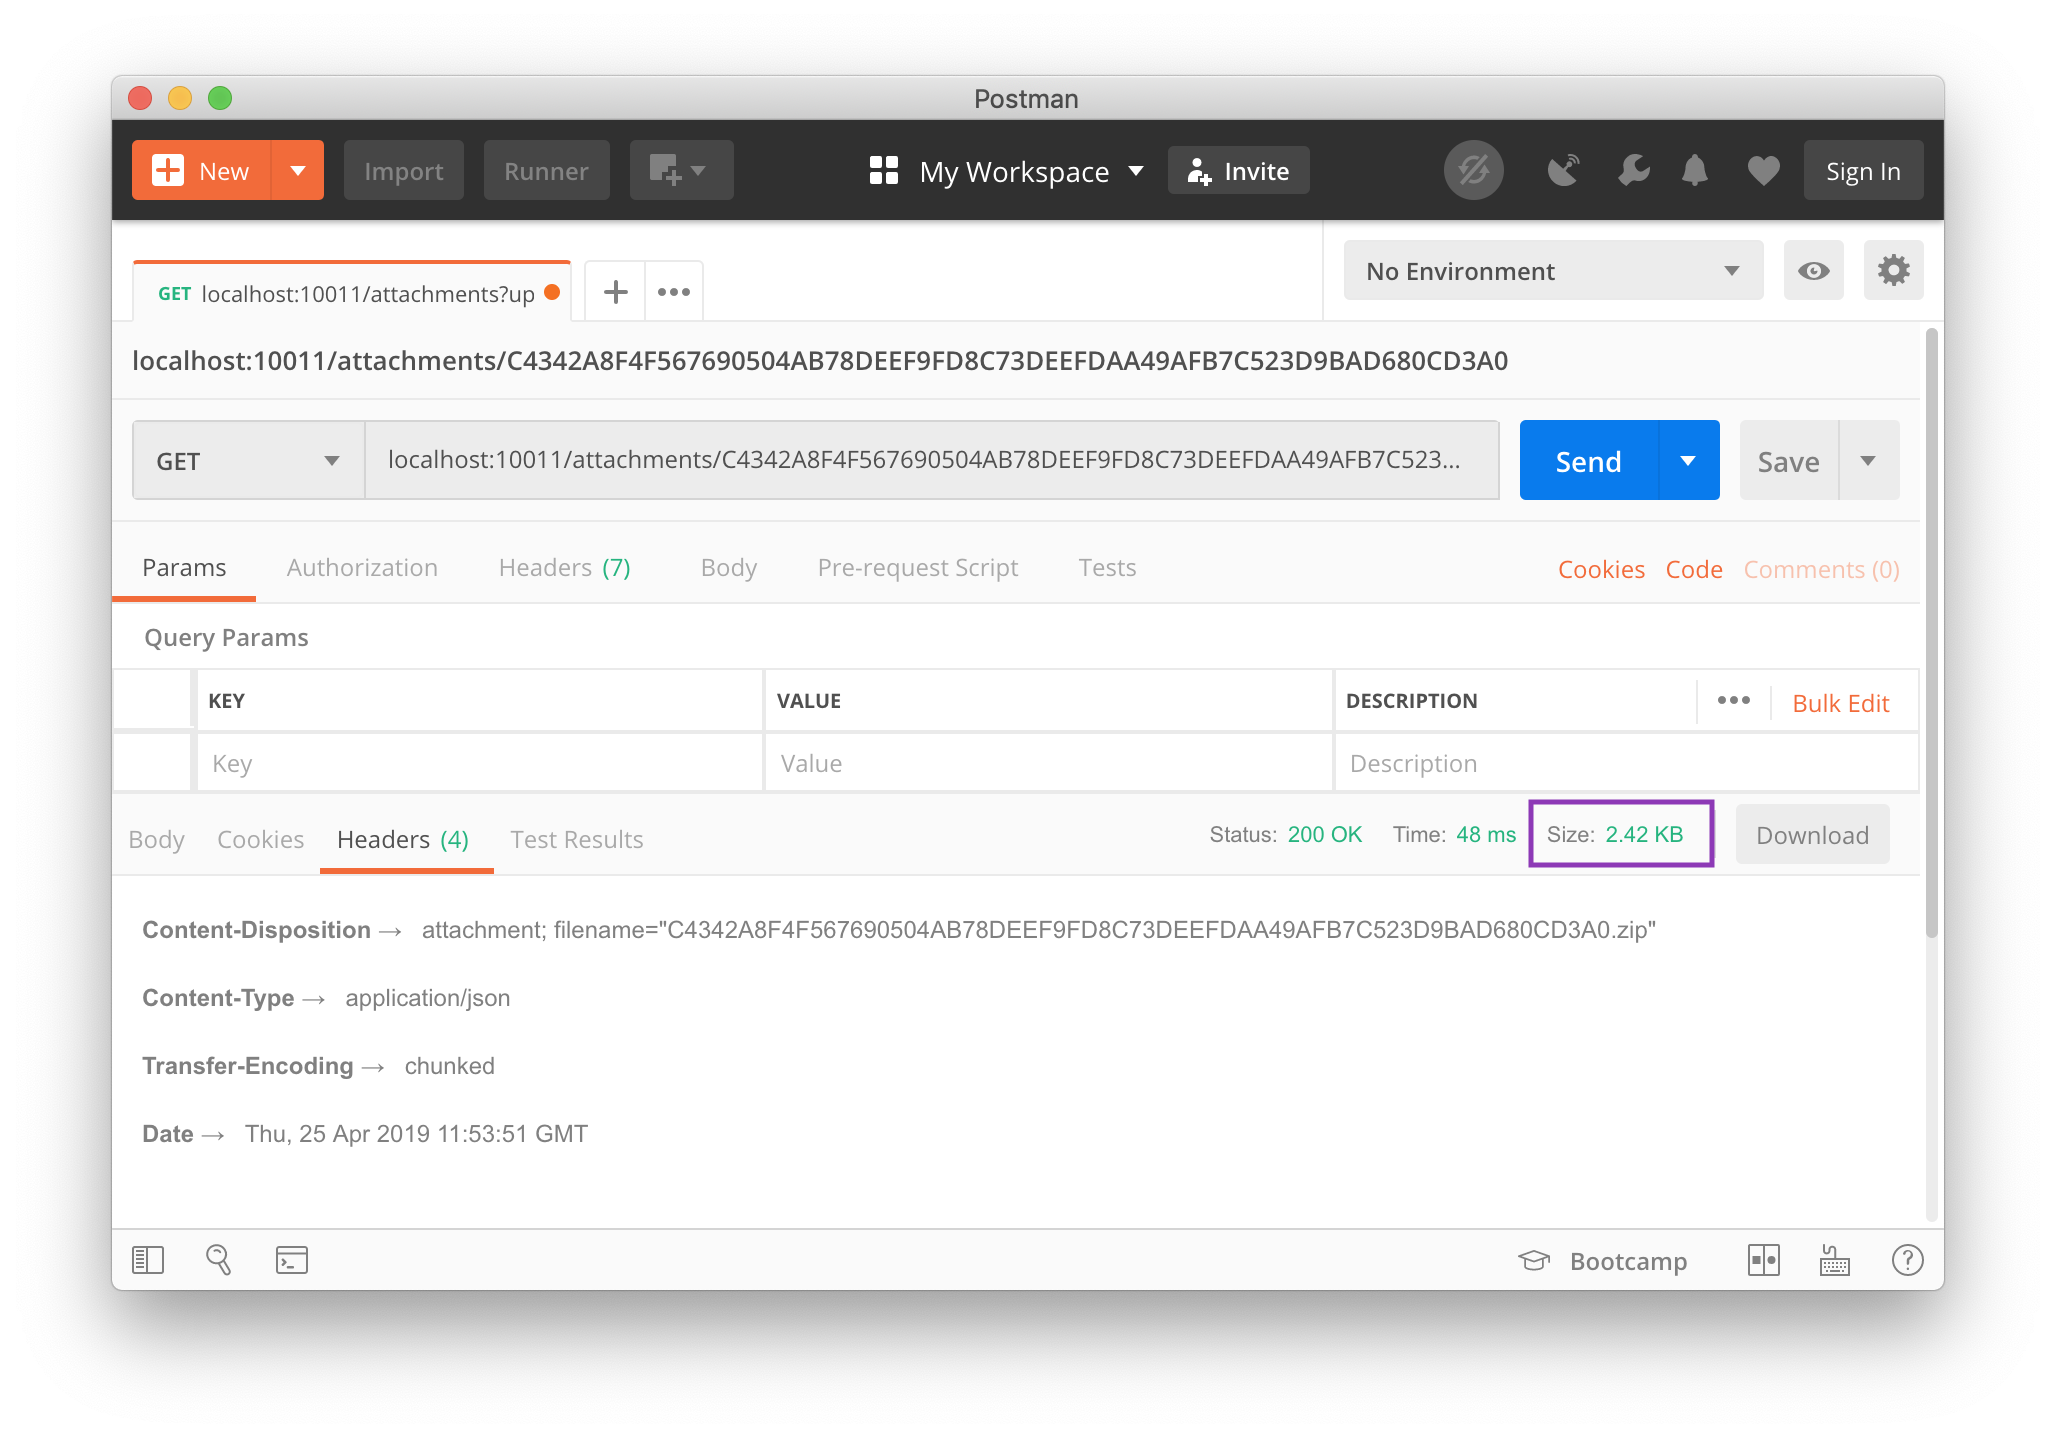 Postman
New Import Runner My Workspace Invite Sign In
GET localhost:10011/attachments?up No Environment
localhost:10011/attachments/C4342A8F4F567690504AB78DEEF9FD8C73DEEFDAA49AFB7C523D9BAD680CD3A0
GET localhost:10011/attachments/C4342A8F4F567690504AB78DEEF9FD8C73DEEFDAA49AFB7C523... Send Save
Params Authorization Headers (7) Body Pre-request Script Tests Cookies Code Comments (0)
Query Params
KEY VALUE DESCRIPTION Bulk Edit
Key Value Description
Body Cookies Headers (4) Test Results Status: 200 OK Time: 48 ms Size: 2.42 KB Download
Content-Disposition → attachment; filename="C4342A8F4F567690504AB78DEEF9FD8C73DEEFDAA49AFB7C523D9BAD680CD3A0.zip"
Content-Type → application/json
Transfer-Encoding → chunked
Date → Thu, 25 Apr 2019 11:53:51 GMT
Bootcamp